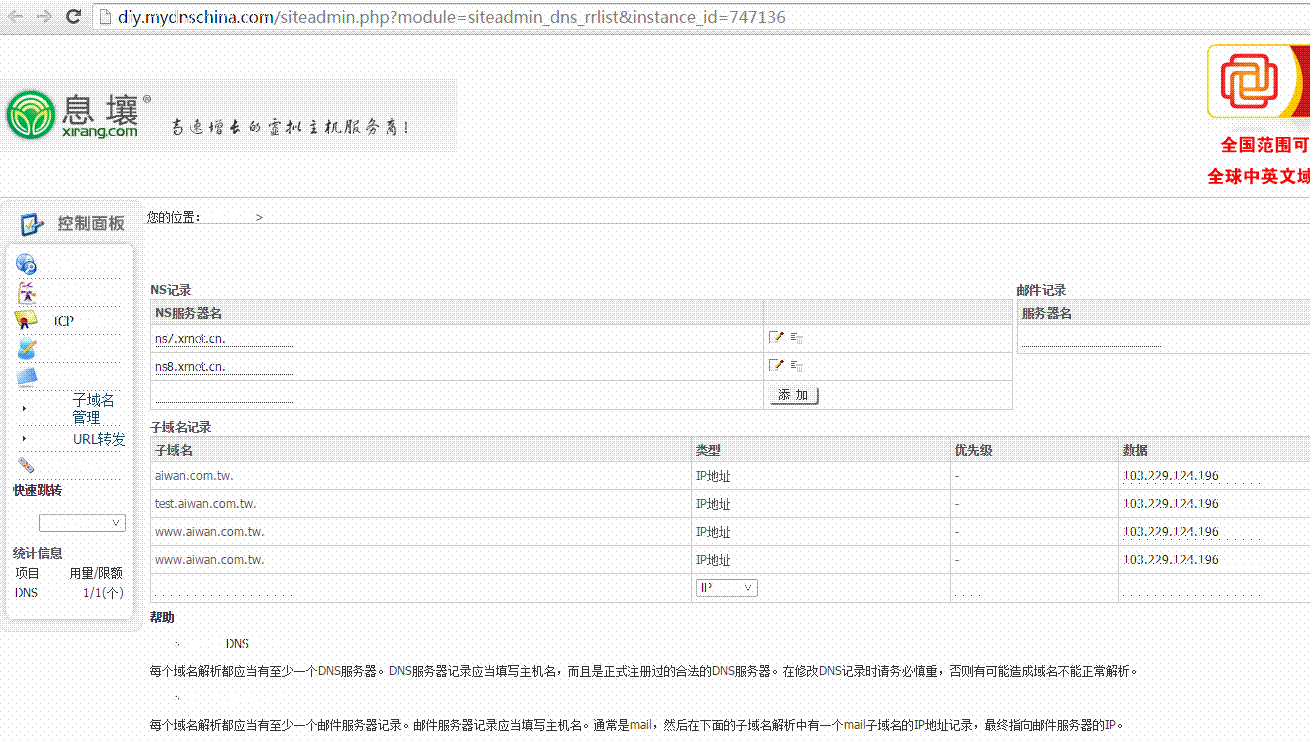 diy.mydnschina.com/siteadmin.php?module=siteadmin_dns_rrlist&instance_id=747136
息壤®
xirang.com
高速增长的虚拟主机服务商!
全国范围可
全球中英文域
控制面板
您的位置: >
ICP
子域名
管理
URL转发
快速跳转
统计信息
项目 用量/限额
DNS 1/1(个)
NS记录
NS服务器名
ns7.xrnet.cn.
ns8.xrnet.cn.
添 加
邮件记录
服务器名
子域名记录
子域名 类型 优先级 数据
aiwan.com.tw. IP地址 - 103.229.124.196
test.aiwan.com.tw. IP地址 - 103.229.124.196
www.aiwan.com.tw. IP地址 - 103.229.124.196
www.aiwan.com.tw. IP地址 - 103.229.124.196
IP
帮助
DNS
每个域名解析都应当有至少一个DNS服务器。DNS服务器记录应当填写主机名，而且是正式注册过的合法的DNS服务器。在修改DNS记录时请务必慎重，否则有可能造成域名不能正常解析。
每个域名解析都应当有至少一个邮件服务器记录。邮件服务器记录应当填写主机名。通常是mail，然后在下面的子域名解析中有一个mail子域名的IP地址记录，最终指向邮件服务器的IP。